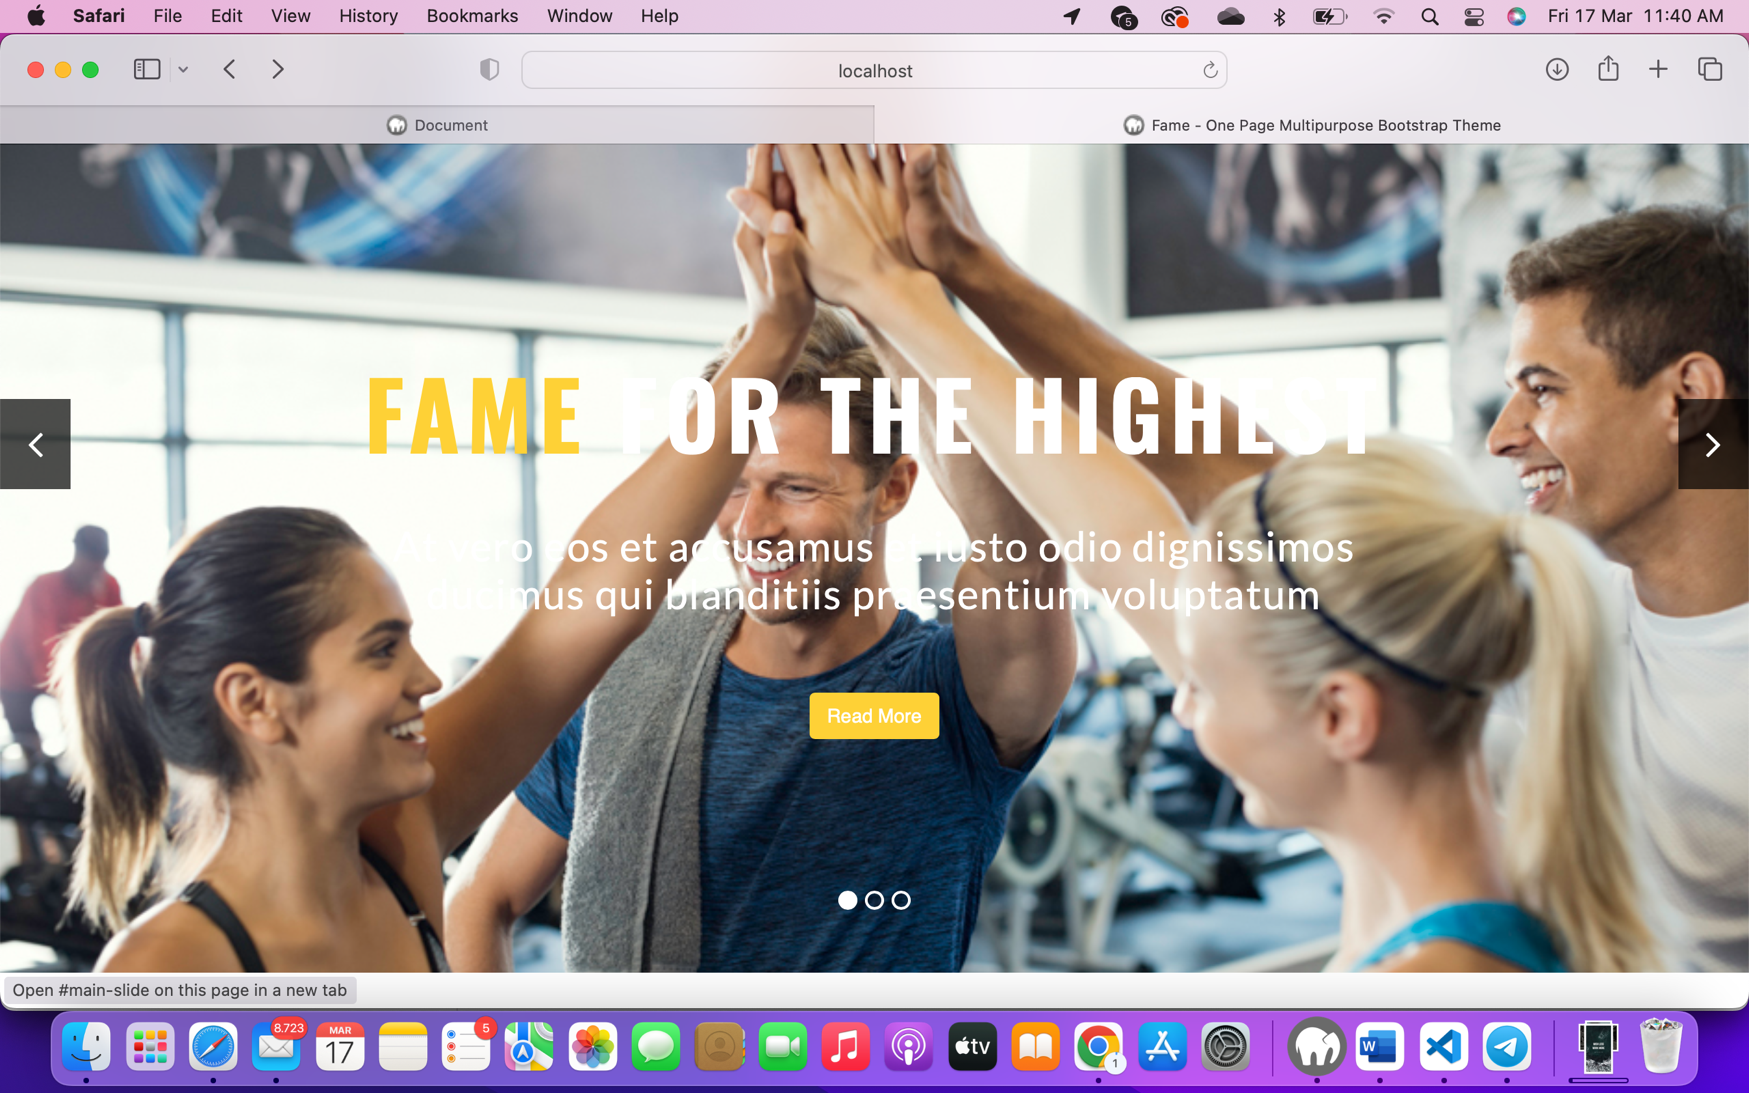 Safari File Edit View History Bookmarks Window Help 5 Fri 17 Mar 11:40 AM
localhost
Document
Fame - One Page Multipurpose Bootstrap Theme
FAME FOR THE HIGHEST
At vero eos et accusamus et iusto odio dignissimos
ducimus qui blanditiis praesentium voluptatum
Read More
Open #main-slide on this page in a new tab
8.723
MAR
17
5
tv
1
W